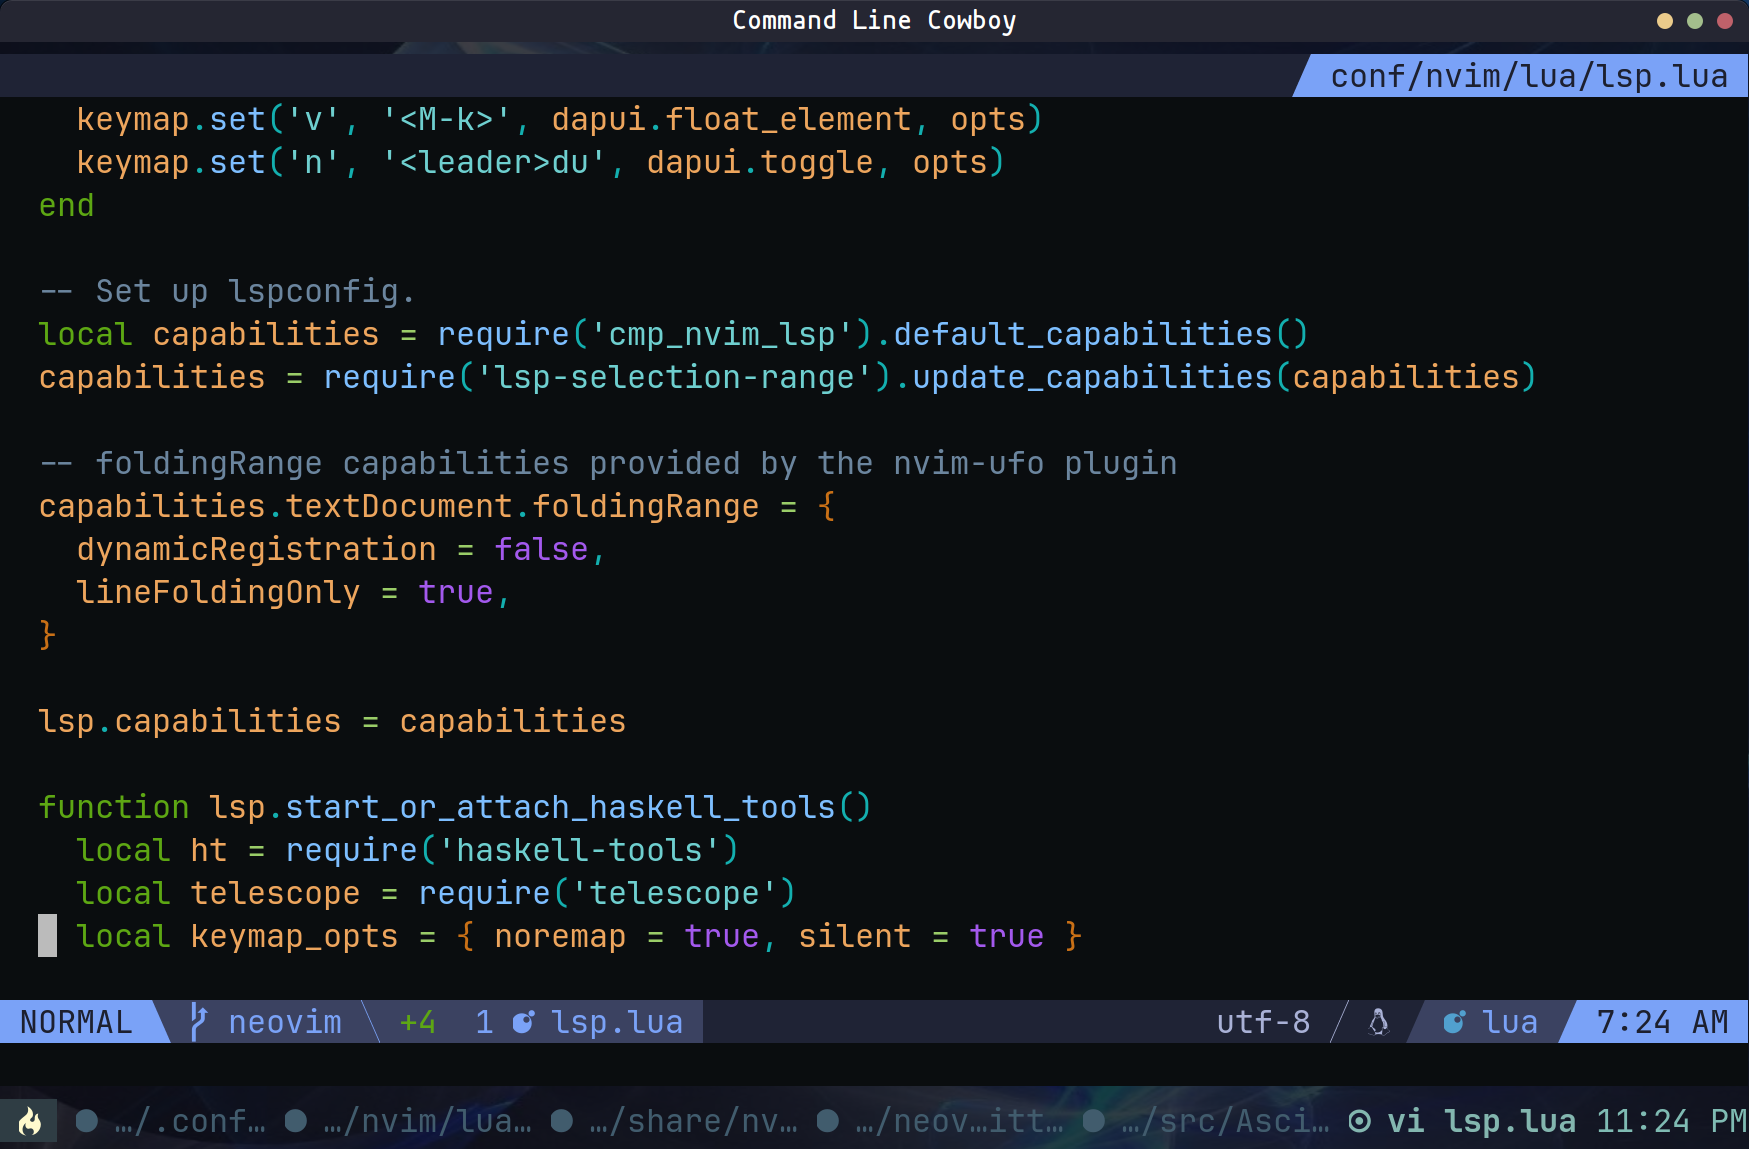 Command Line Cowboy
conf/nvim/lua/lsp.lua
  keymap.set('v', '<M-k>', dapui.float_element, opts)
  keymap.set('n', '<leader>du', dapui.toggle, opts)
end
-- Set up lspconfig.
local capabilities = require('cmp_nvim_lsp').default_capabilities()
capabilities = require('lsp-selection-range').update_capabilities(capabilities)
-- foldingRange capabilities provided by the nvim-ufo plugin
capabilities.textDocument.foldingRange = {
  dynamicRegistration = false,
  lineFoldingOnly = true,
}
lsp.capabilities = capabilities
function lsp.start_or_attach_haskell_tools()
  local ht = require('haskell-tools')
  local telescope = require('telescope')
  local keymap_opts = { noremap = true, silent = true }
NORMAL neovim +4 1 lsp.lua utf-8 lua 7:24 AM
…/.conf… …/nvim/lua… …/share/nv… …/neov…itt… …/src/Asci… vi lsp.lua 11:24 PM